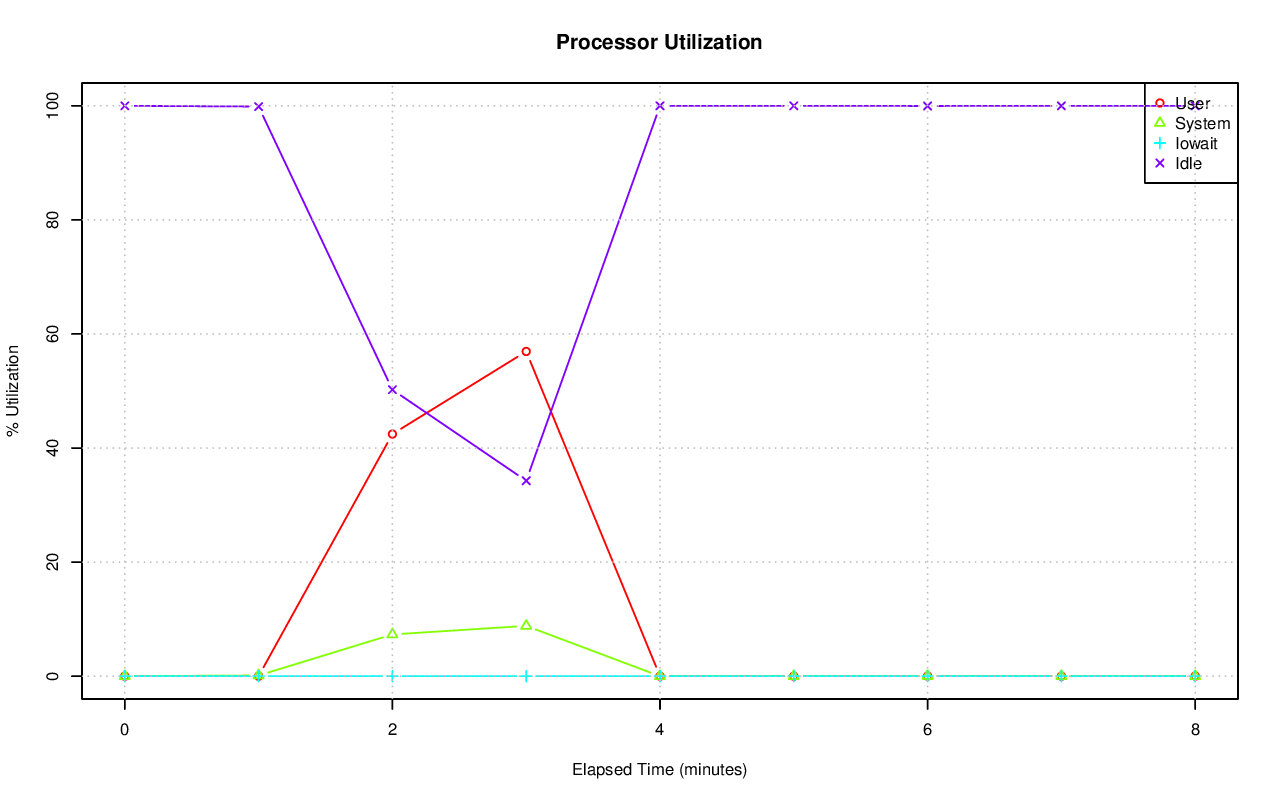 Processor Utilization
100
80
60
40
20
0
% Utilization
User
System
Iowait
Idle
0 2 4 6 8
Elapsed Time (minutes)